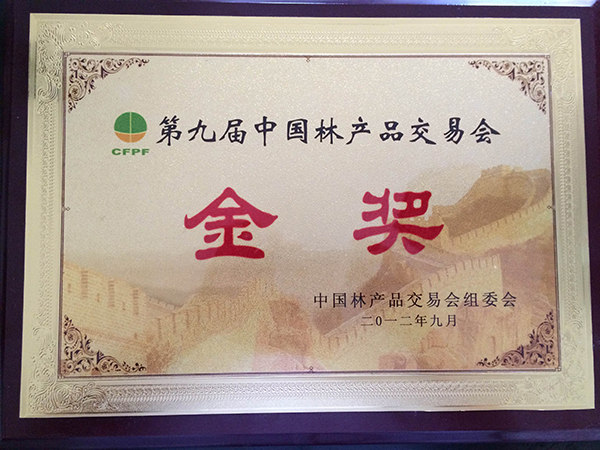 第九届中国林产品交易会
CFPF
金奖
中国林产品交易会组委会
二0一二年九月